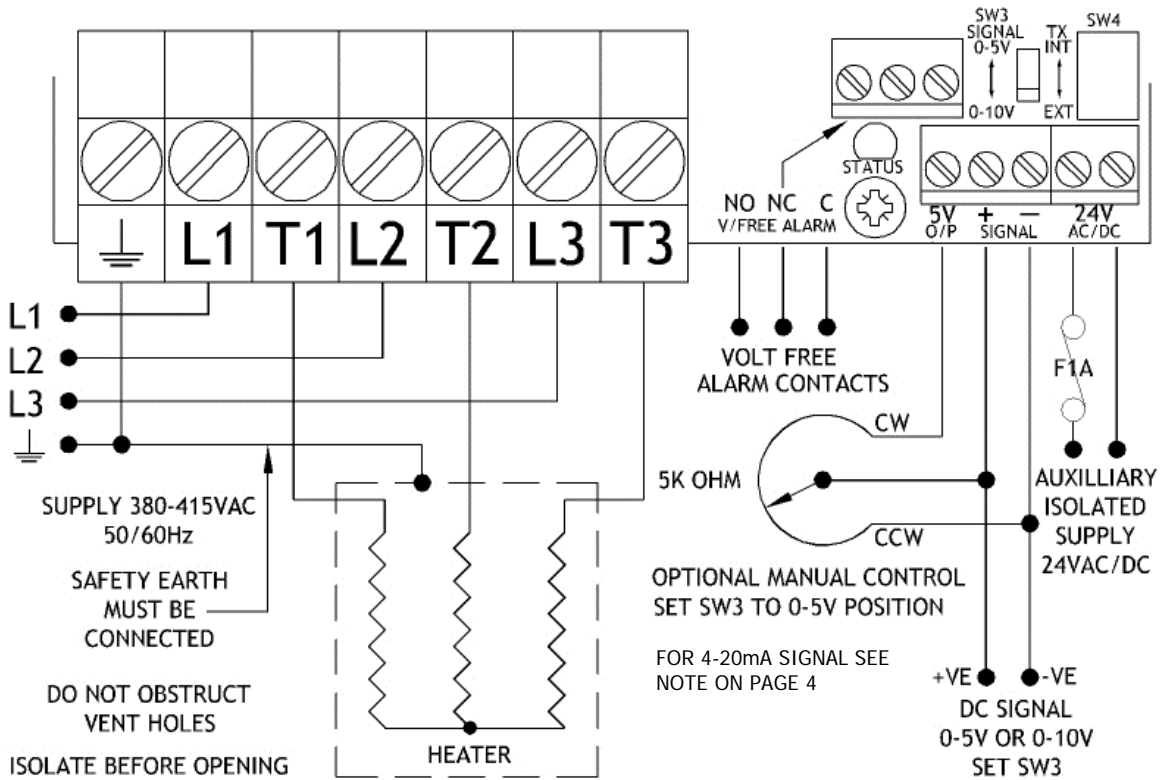 SW3
SIGNAL
0-5V
0-10V
TX
INT
EXT
SW4
STATUS
NO NC C
V/FREE ALARM
5V
O/P
+ −
SIGNAL
24V
AC/DC
L1 T1 L2 T2 L3 T3
L1
L2
L3
SUPPLY 380-415VAC
50/60Hz
SAFETY EARTH
MUST BE
CONNECTED
DO NOT OBSTRUCT
VENT HOLES
ISOLATE BEFORE OPENING
HEATER
VOLT FREE
ALARM CONTACTS
CW
5K OHM
CCW
OPTIONAL MANUAL CONTROL
SET SW3 TO 0-5V POSITION
FOR 4-20mA SIGNAL SEE
NOTE ON PAGE 4
F1A
AUXILLIARY
ISOLATED
SUPPLY
24VAC/DC
+VE -VE
DC SIGNAL
0-5V OR 0-10V
SET SW3